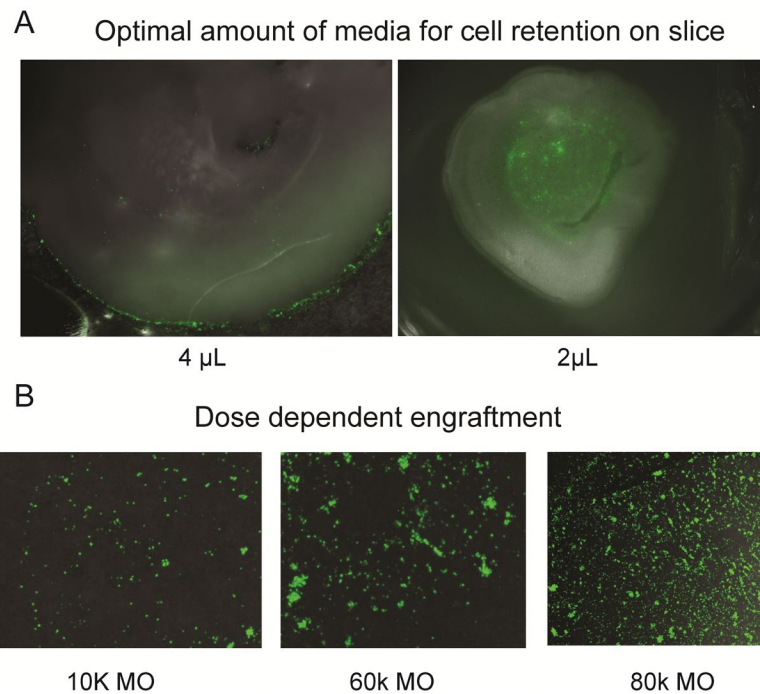 A
Optimal amount of media for cell retention on slice
4 µL
2µL
B
Dose dependent engraftment
10K MO
60k MO
80k MO